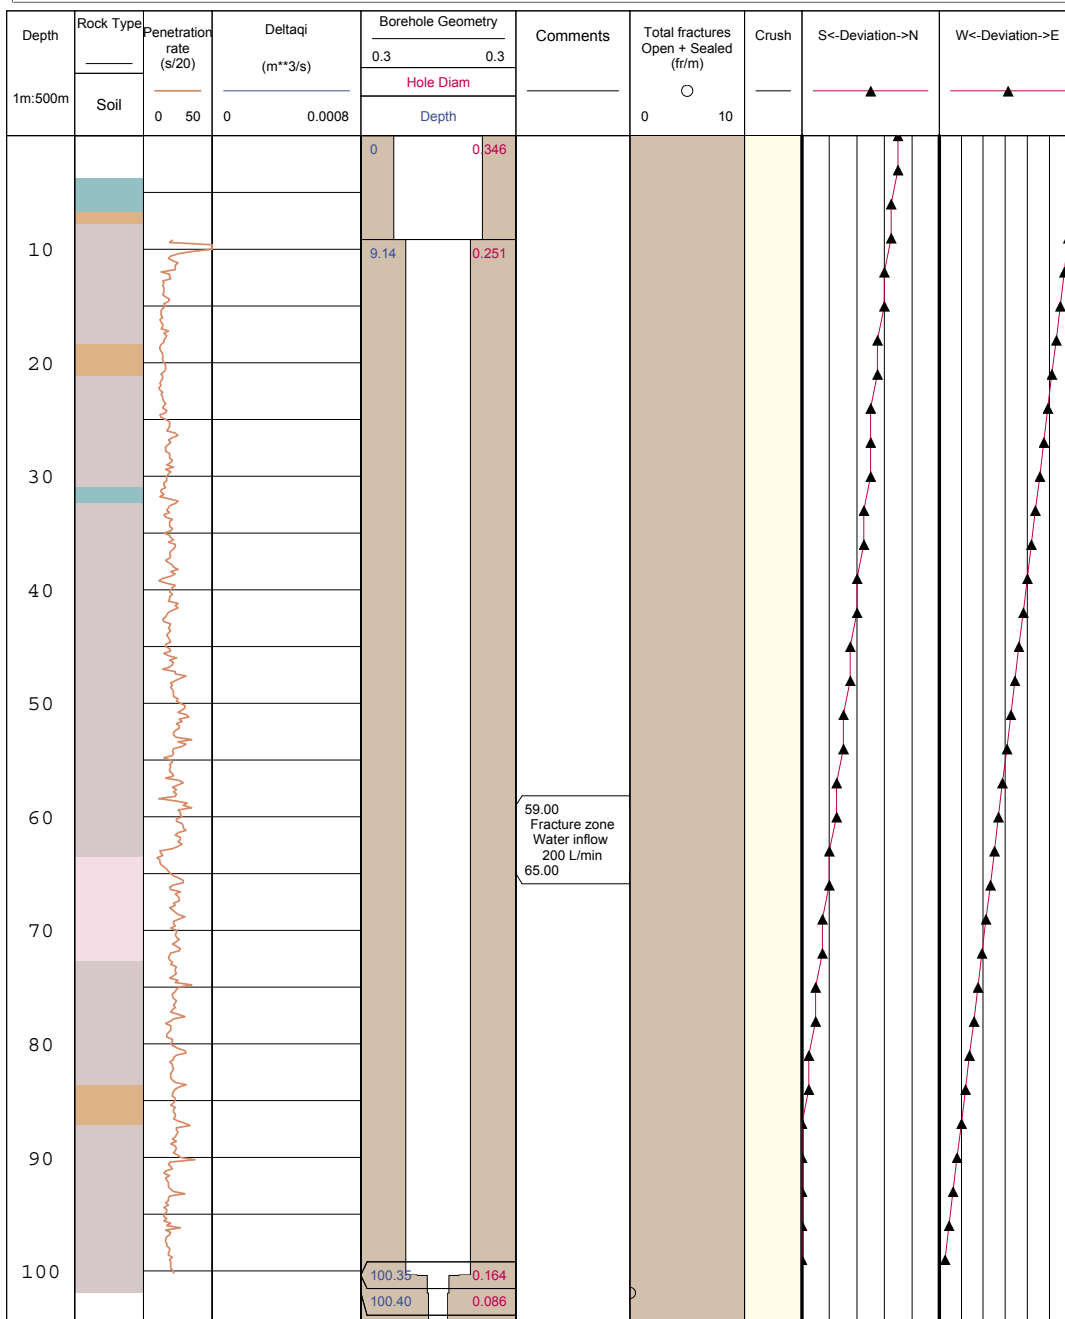 Depth
1m:500m
Rock Type
Soil
Penetration
rate
(s/20)
0 50
Deltaqi
(m**3/s)
0 0.0008
Borehole Geometry
0.3 0.3
Hole Diam
Depth
Comments
Total fractures
Open + Sealed
(fr/m)
0 10
Crush
S<-Deviation->N
W<-Deviation->E
0 0.346
10
9.14 0.251
20
30
40
50
59.00
Fracture zone
Water inflow
200 L/min
65.00
60
70
80
90
100
100.35 0.164
100.40 0.086